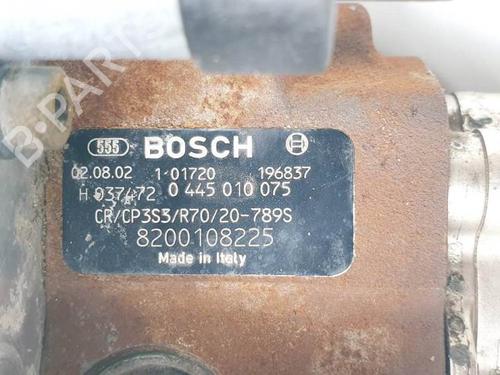 B-PARTS
555 BOSCH
02.08.02 1-01720 196837
H 037472 0 445 010 075
CR/CP3S3/R70/20-789S
8200108225
Made in Italy